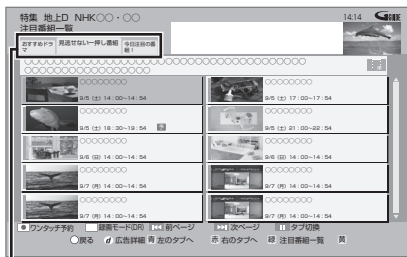 特集 地上D NHK○○・○○ 14:14 GUIDE
注目番組一覧
おすすめドラマ 見逃せない一押し番組 今日注目の番組！
○○○○○○○○○○○○○○○○○○○○○○○○○○○○○○○○○
○○○○○○○○○○○○○○○○
○○○○○○○○ ○○○○○○○○
9/5 (土) 14:00~14:54 9/5 (土) 17:00~17:54
○○○○○○○○ ○○○○○○○○
9/5 (土) 18:30~19:54 9/5 (土) 21:00~22:54
○○○○○○○○ ○○○○○○○○
9/6 (日) 14:00~14:54 9/6 (日) 14:00~14:54
○○○○○○○○ ○○○○○○○○
9/7 (月) 14:00~14:54 9/7 (月) 14:00~14:54
○○○○○○○○ ○○○○○○○○
9/7 (月) 14:00~14:54 9/7 (月) 14:00~14:54
ワンタッチ予約 録画モード(DR) 前ページ 次ページ タブ切換
戻る d 広告詳細 青 左のタブへ 赤 右のタブへ 緑 注目番組一覧 黄